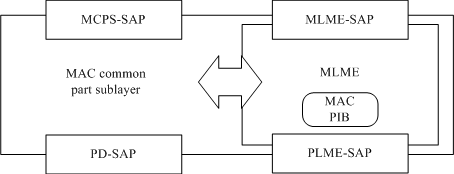 MCPS-SAP
MLME-SAP
MAC common
part sublayer
MLME
MAC
PIB
PD-SAP
PLME-SAP